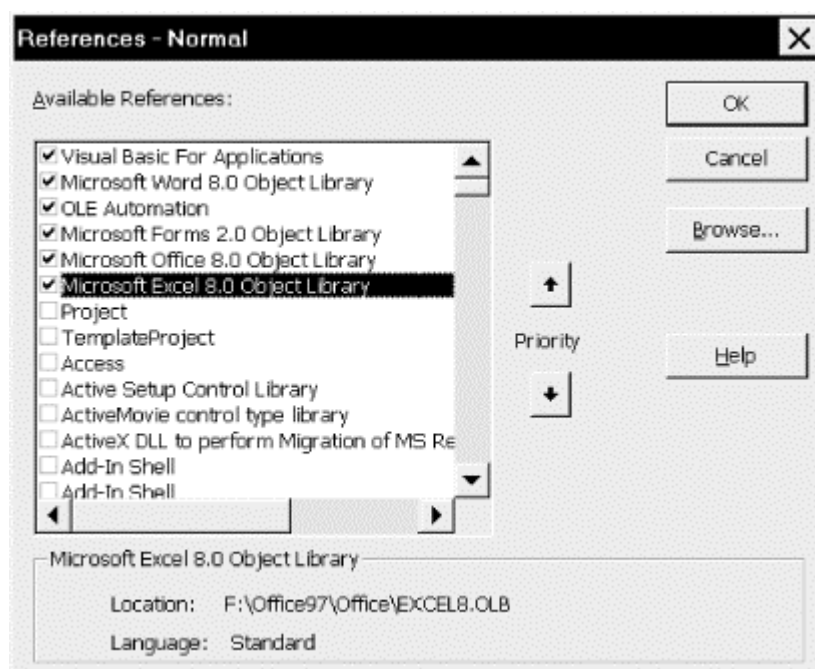 References - Normal
Available References:
OK
Visual Basic For Applications
Microsoft Word 8.0 Object Library
OLE Automation
Microsoft Forms 2.0 Object Library
Microsoft Office 8.0 Object Library
Microsoft Excel 8.0 Object Library
Project
TemplateProject
Access
Active Setup Control Library
ActiveMovie control type library
ActiveX DLL to perform Migration of MS Re
Add-In Shell
Add-In Shell
Priority
Cancel
Browse...
Help
Microsoft Excel 8.0 Object Library
Location: F:\Office97\Office\EXCEL8.OLB
Language: Standard